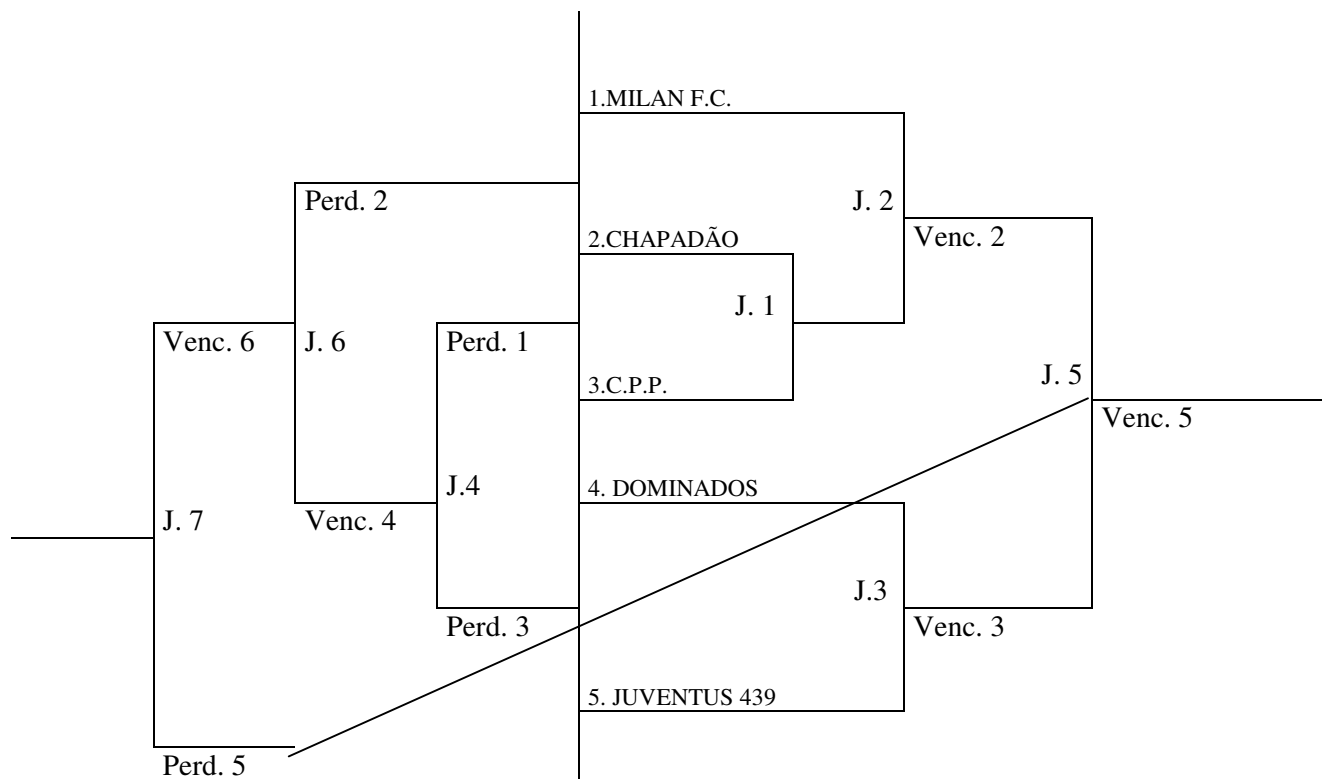 1.MILAN F.C.
Perd. 2
J. 2
2.CHAPADÃO
Venc. 2
J. 1
Venc. 6
J. 6
Perd. 1
3.C.P.P.
J. 5
Venc. 5
J.4
4. DOMINADOS
J. 7
Venc. 4
J.3
Perd. 3
Venc. 3
5. JUVENTUS 439
Perd. 5